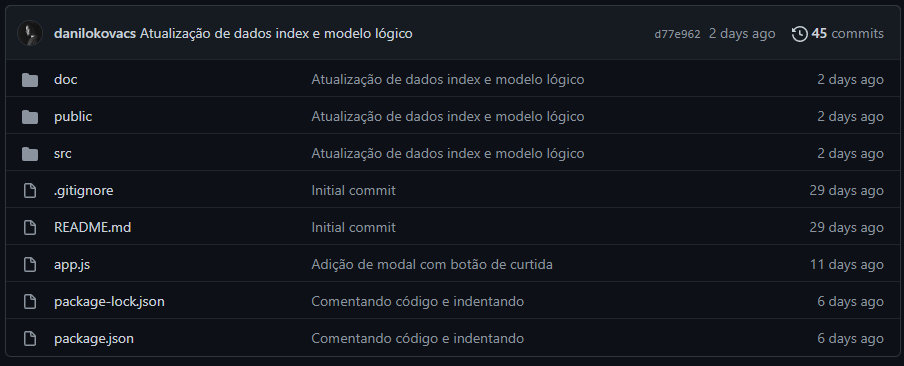 danilokovacs Atualização de dados index e modelo lógico d77e962 2 days ago 45 commits
doc Atualização de dados index e modelo lógico 2 days ago
public Atualização de dados index e modelo lógico 2 days ago
src Atualização de dados index e modelo lógico 2 days ago
.gitignore Initial commit 29 days ago
README.md Initial commit 29 days ago
app.js Adição de modal com botão de curtida 11 days ago
package-lock.json Comentando código e indentando 6 days ago
package.json Comentando código e indentando 6 days ago